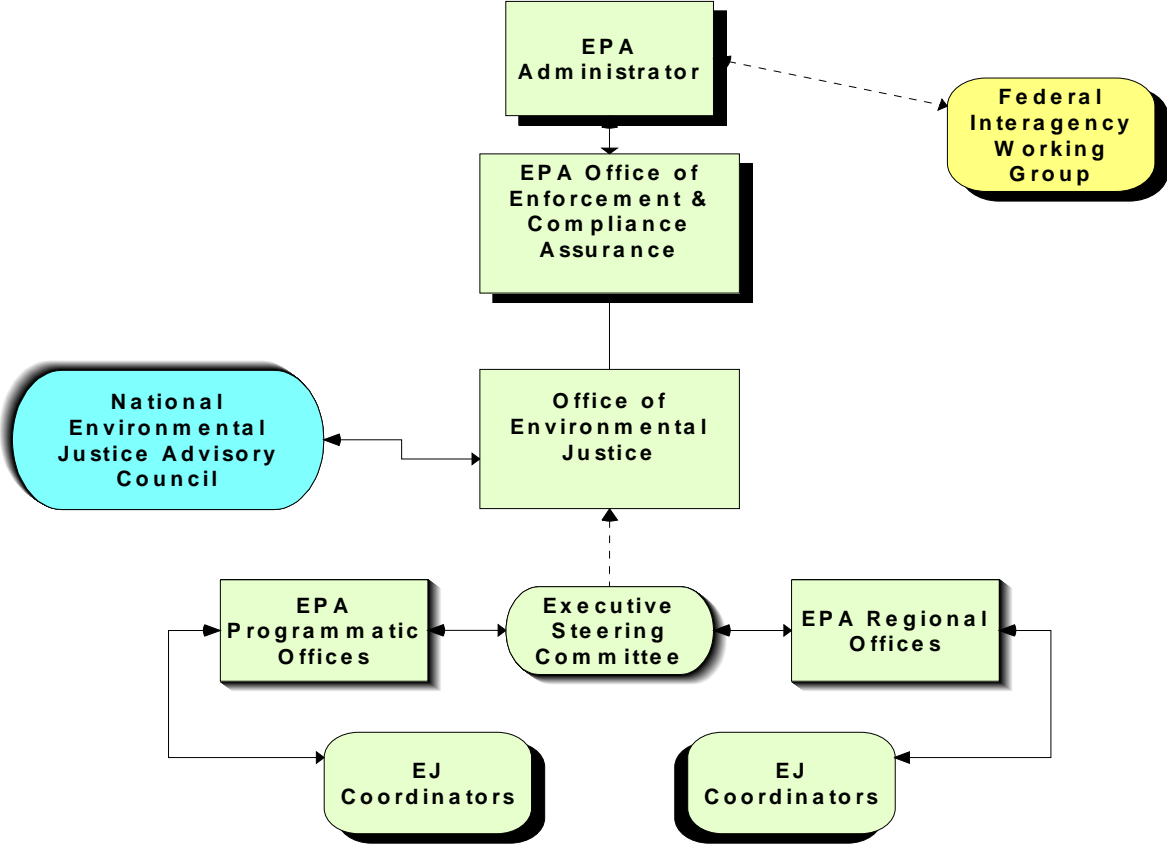 EPA
Administrator
Federal
Interagency
Working
Group
EPA Office of
Enforcement &
Compliance
Assurance
National
Environmental
Justice Advisory
Council
Office of
Environmental
Justice
EPA
Programmatic
Offices
Executive
Steering
Committee
EPA Regional
Offices
EJ
Coordinators
EJ
Coordinators